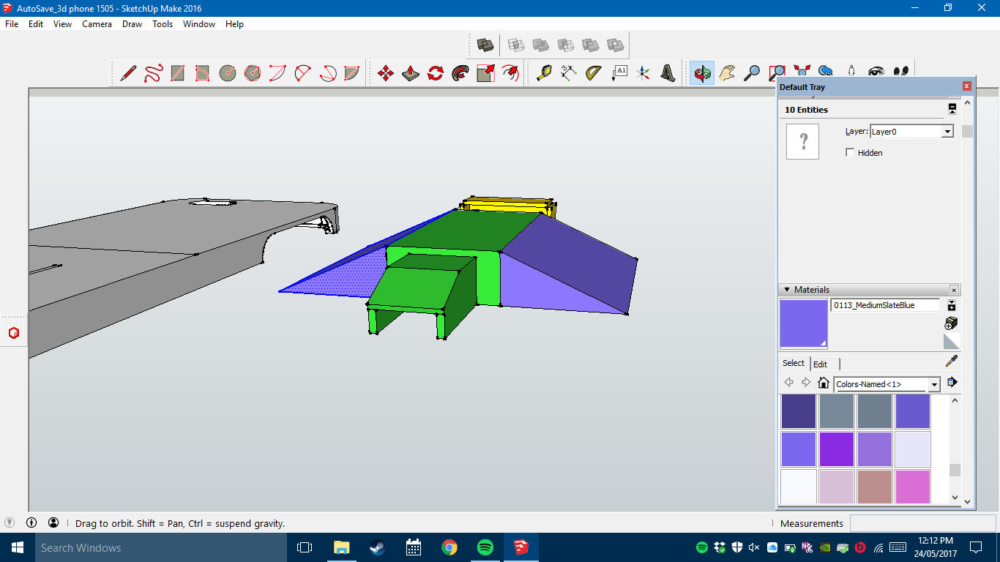 AutoSave_3d phone 1505 - SketchUp Make 2016
File Edit View Camera Draw Tools Window Help
A1
Default Tray
10 Entities
?
Layer: Layer0
Hidden
Materials
0113_MediumSlateBlue
Select Edit
Colors-Named<1>
Drag to orbit. Shift = Pan, Ctrl = suspend gravity.
Measurements
Search Windows
12:12 PM
24/05/2017